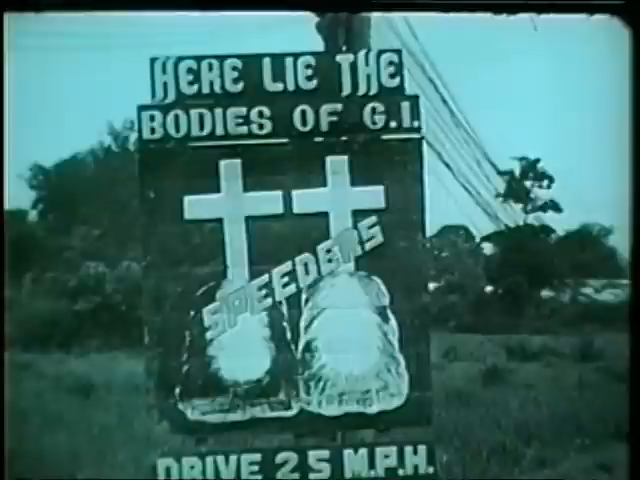 HERE LIE THE
BODIES OF G.I.
SPEEDERS
DRIVE 25 M.P.H.